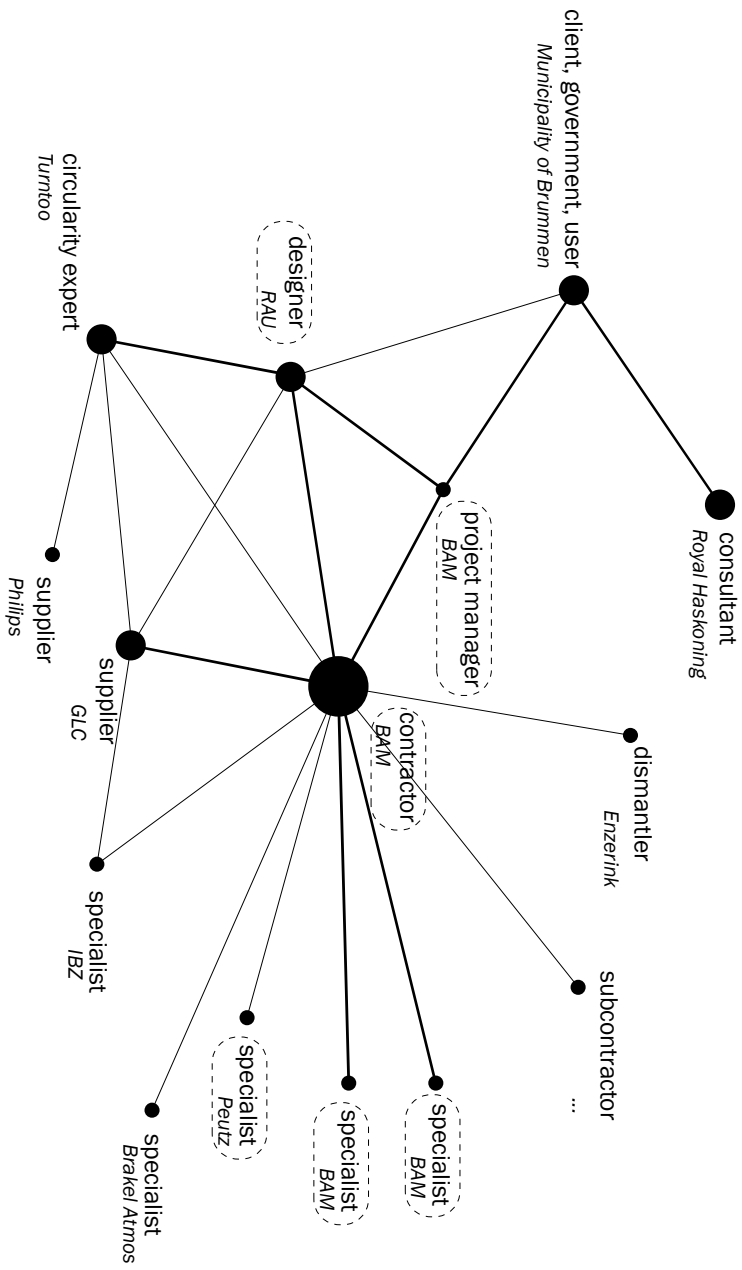 client, government, user
Municipality of Brummen
consultant
Royal Haskoning
circularity expert
Turntoo
designer
RAU
project manager
BAM
supplier
Philips
supplier
GLC
contractor
BAM
dismantler
Enzerink
specialist
IBZ
subcontractor
...
specialist
Peutz
specialist
BAM
specialist
BAM
specialist
Brakel Atmos